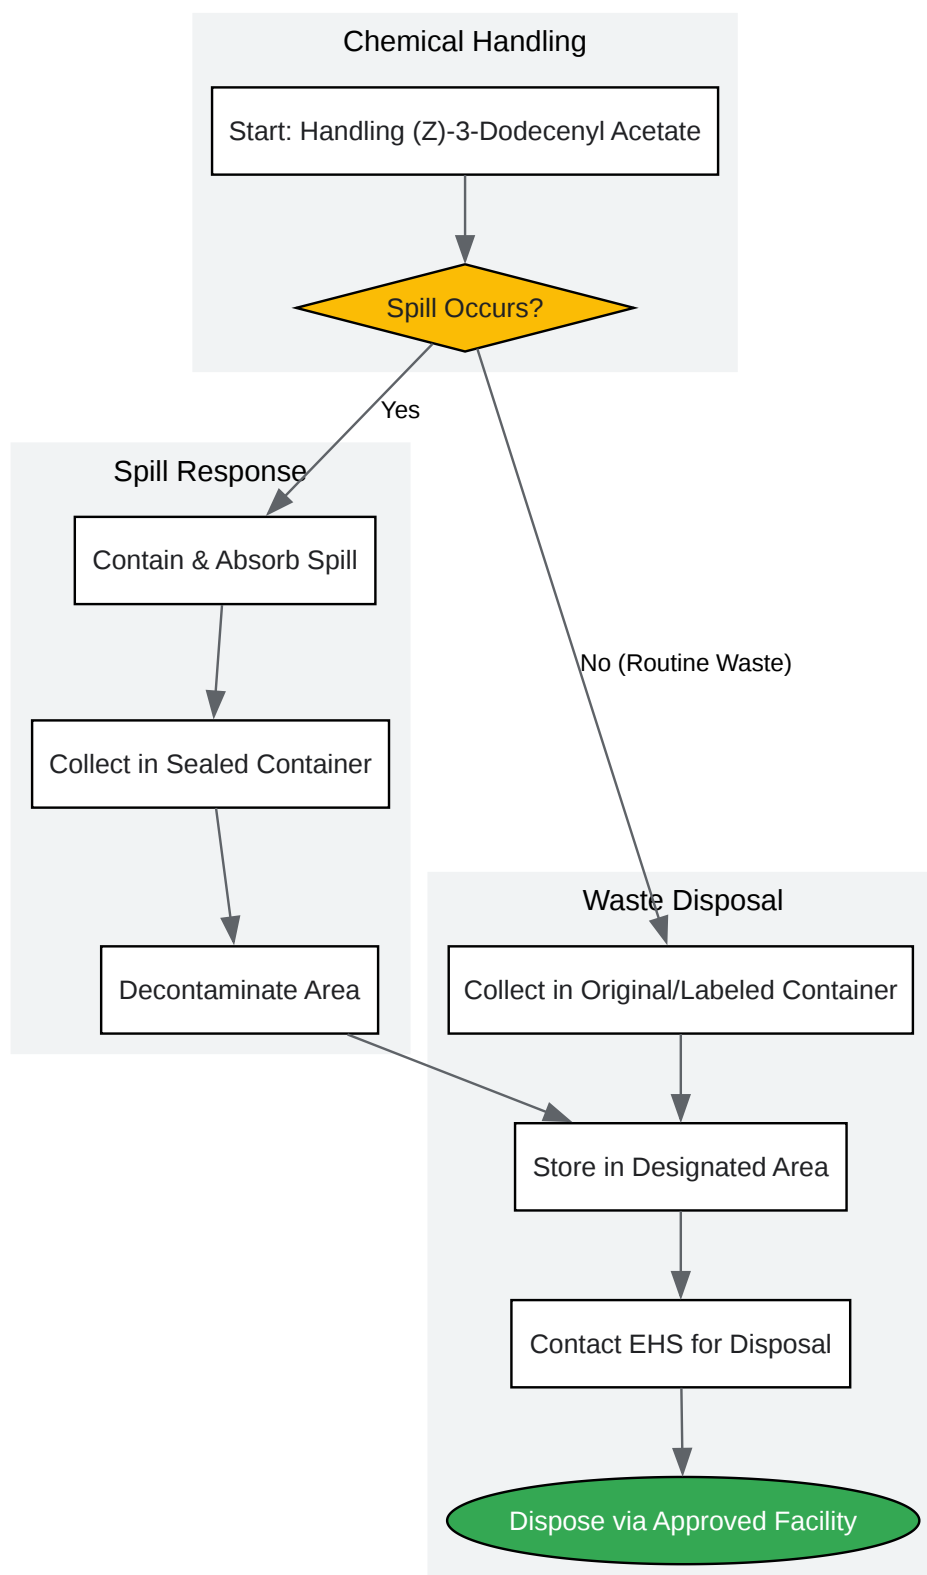 Chemical Handling
Start: Handling (Z)-3-Dodecenyl Acetate
Spill Occurs?
Yes
Spill Response
Contain & Absorb Spill
No (Routine Waste)
Collect in Sealed Container
Waste Disposal
Decontaminate Area
Collect in Original/Labeled Container
Store in Designated Area
Contact EHS for Disposal
Dispose via Approved Facility